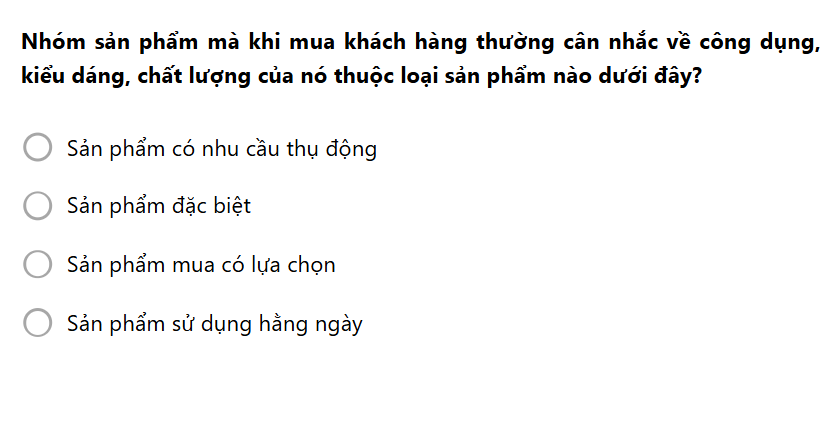 Nhóm sản phẩm mà khi mua khách hàng thường cân nhắc về công dụng,
kiểu dáng, chất lượng của nó thuộc loại sản phẩm nào dưới đây?
Sản phẩm có nhu cầu thụ động
Sản phẩm đặc biệt
Sản phẩm mua có lựa chọn
Sản phẩm sử dụng hằng ngày